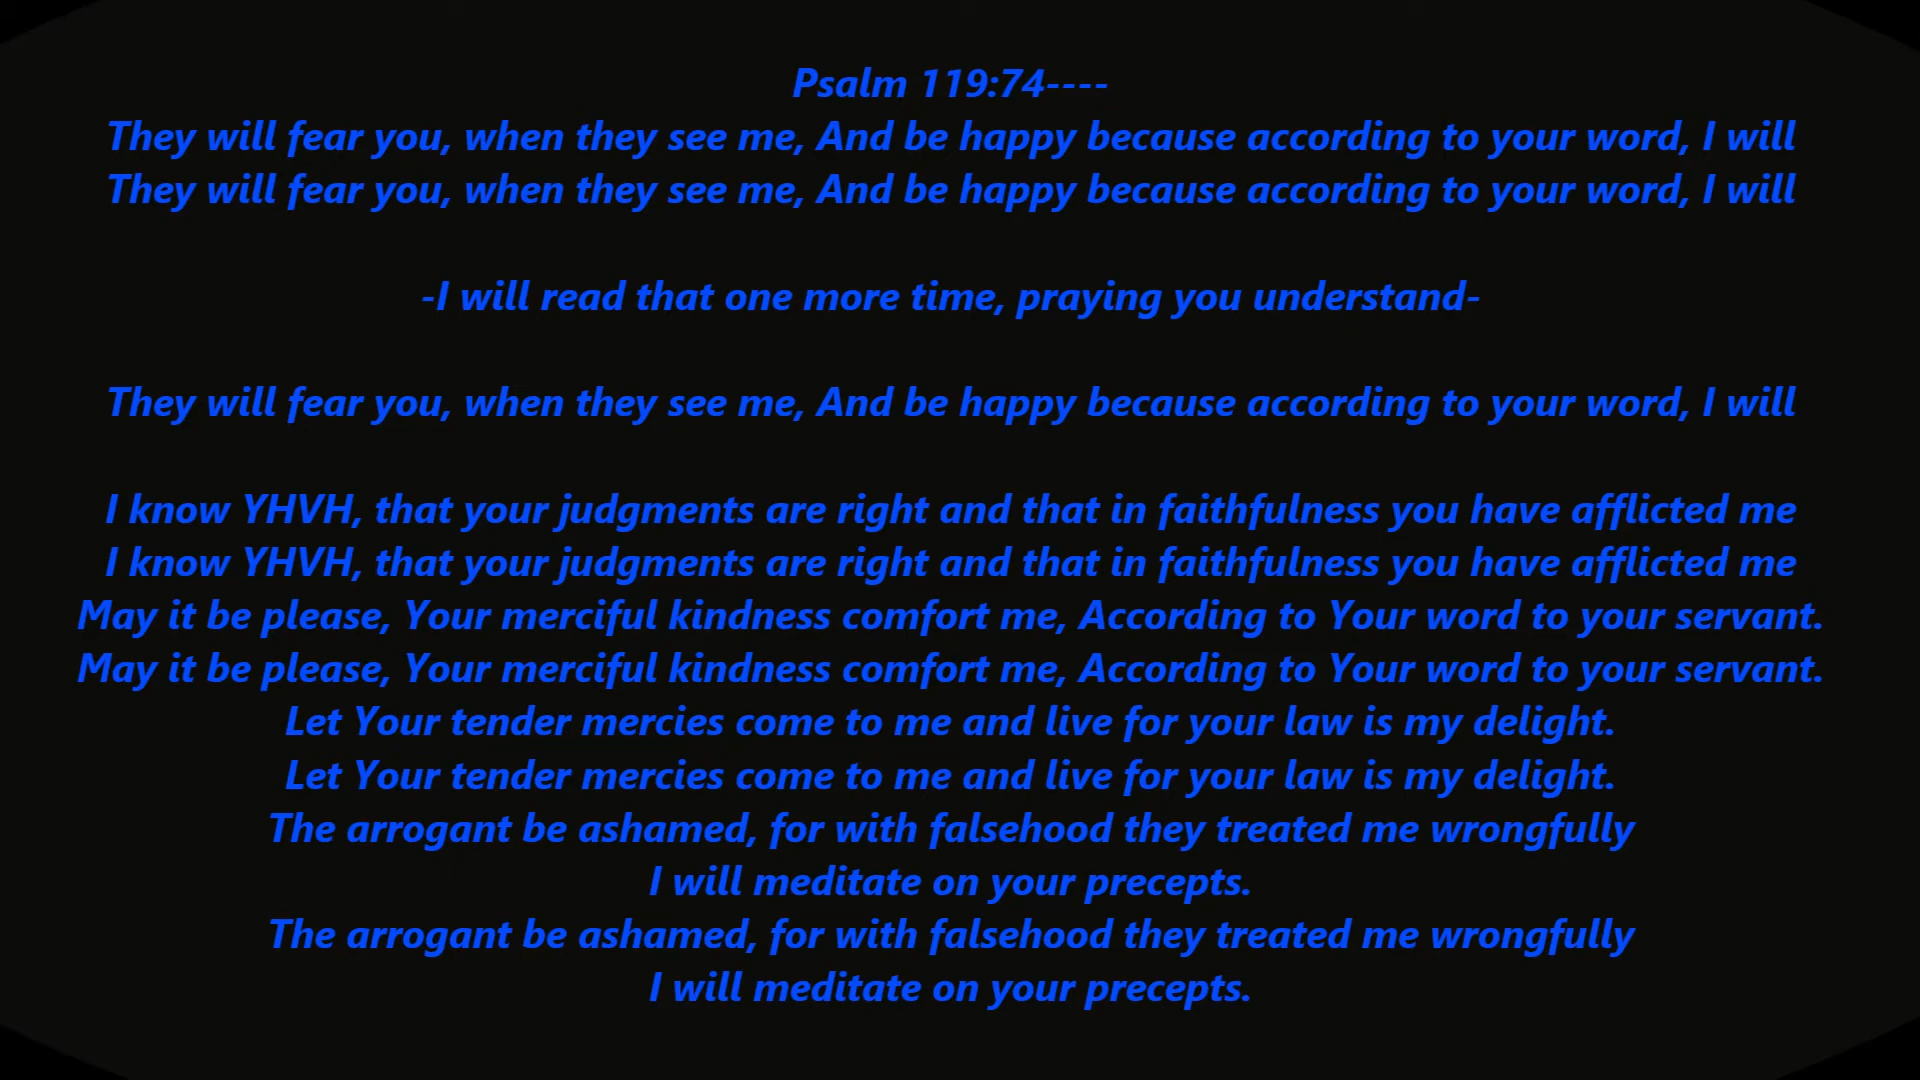 Psalm 119:74----
They will fear you, when they see me, And be happy because according to your word, I will
They will fear you, when they see me, And be happy because according to your word, I will
-I will read that one more time, praying you understand-
They will fear you, when they see me, And be happy because according to your word, I will
I know YHVH, that your judgments are right and that in faithfulness you have afflicted me
I know YHVH, that your judgments are right and that in faithfulness you have afflicted me
May it be please, Your merciful kindness comfort me, According to Your word to your servant.
May it be please, Your merciful kindness comfort me, According to Your word to your servant.
Let Your tender mercies come to me and live for your law is my delight.
Let Your tender mercies come to me and live for your law is my delight.
The arrogant be ashamed, for with falsehood they treated me wrongfully
I will meditate on your precepts.
The arrogant be ashamed, for with falsehood they treated me wrongfully
I will meditate on your precepts.